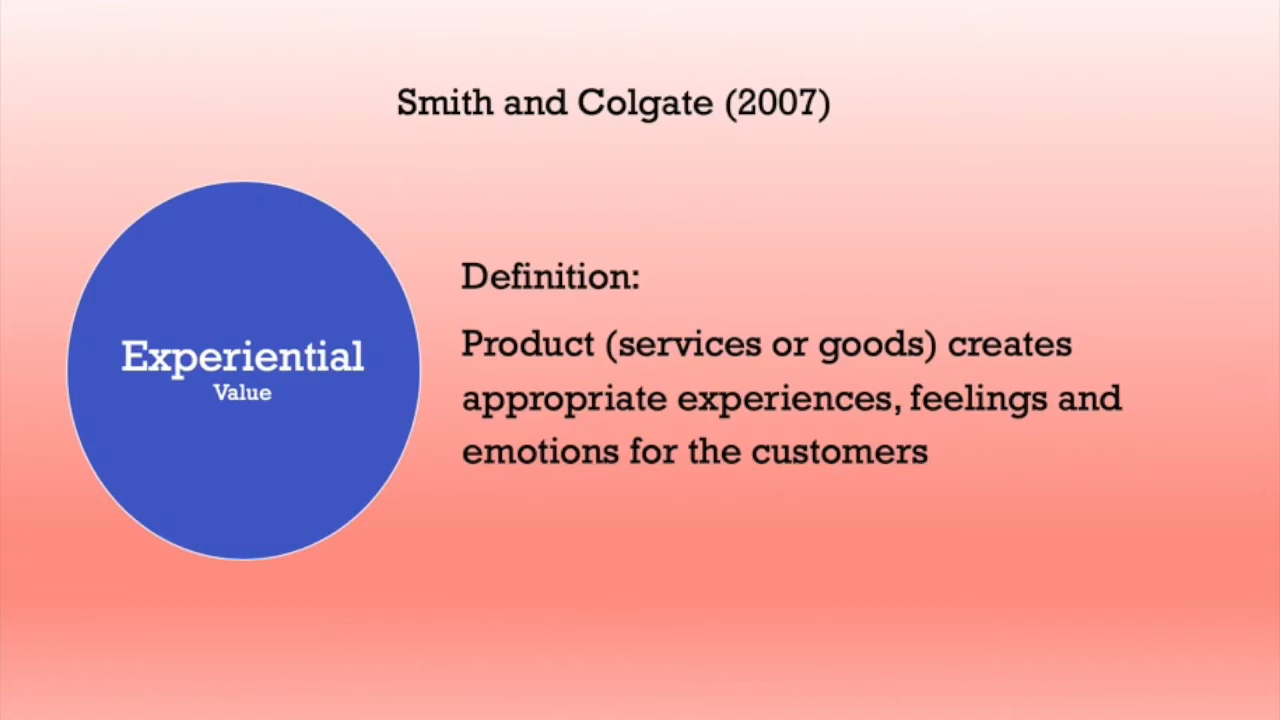 Smith and Colgate (2007)
Experiential
Value
Definition:
Product (services or goods) creates
appropriate experiences, feelings and
emotions for the customers